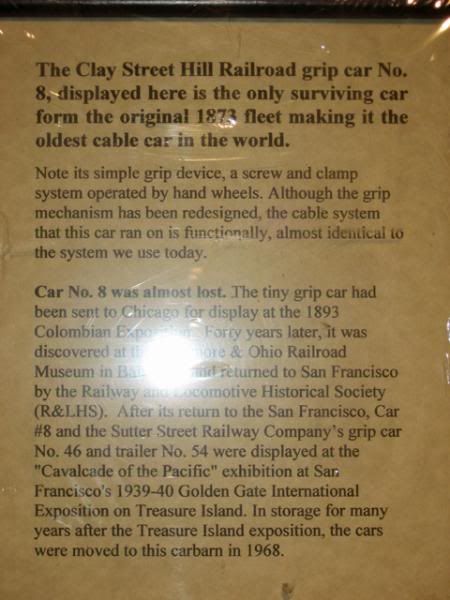 The Clay Street Hill Railroad grip car No.
8, displayed here is the only surviving car
form the original 1873 fleet making it the
oldest cable car in the world.
Note its simple grip device, a screw and clamp
system operated by hand wheels. Although the grip
mechanism has been redesigned, the cable system
that this car ran on is functionally, almost identical to
the system we use today.
Car No. 8 was almost lost. The tiny grip car had
been sent to Chicago for display at the 1893
Colombian Exposition. Forty years later, it was
discovered at & Ohio Railroad
Museum in and returned to San Francisco
by the Railway and Locomotive Historical Society
(R&LHS). After its return to the San Francisco, Car
#8 and the Sutter Street Railway Company's grip car
No. 46 and trailer No. 54 were displayed at the
"Cavalcade of the Pacific" exhibition at San
Francisco's 1939-40 Golden Gate International
Exposition on Treasure Island. In storage for many
years after the Treasure Island exposition, the cars
were moved to this carbarn in 1968.